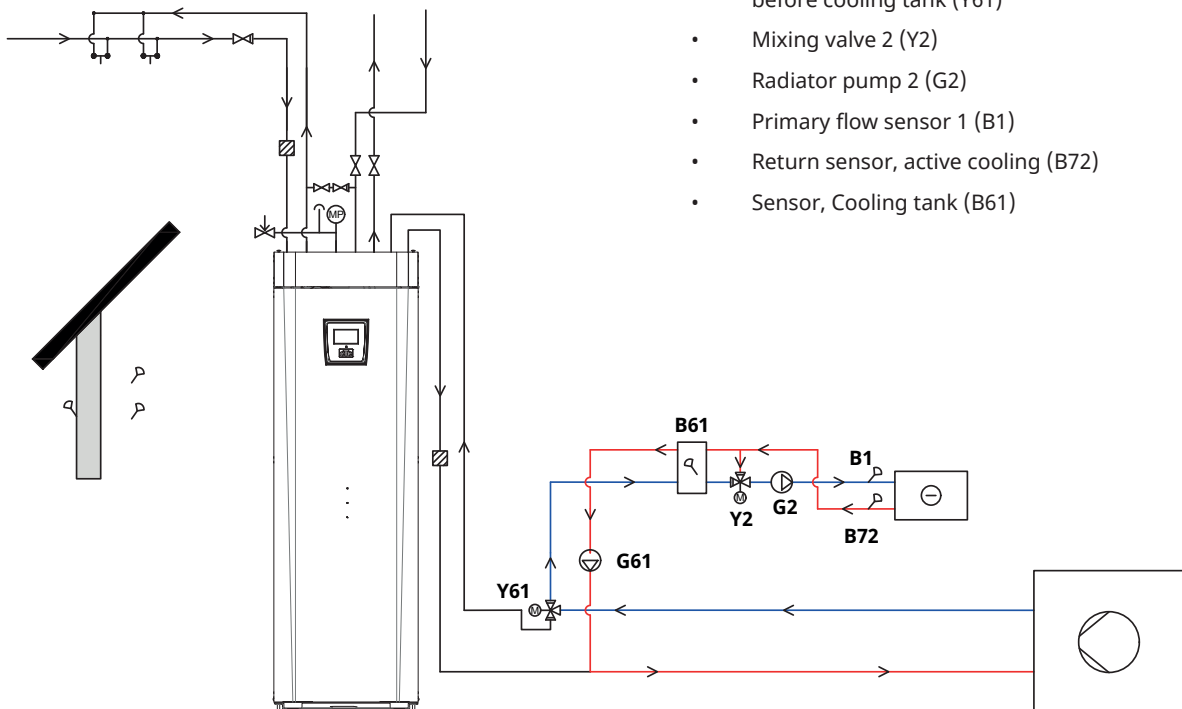 before cooling tank (Y61)
• Mixing valve 2 (Y2)
• Radiator pump 2 (G2)
• Primary flow sensor 1 (B1)
• Return sensor, active cooling (B72)
• Sensor, Cooling tank (B61)
MP
B61
B1
M
Y2
G2
B72
G61
Y61
M